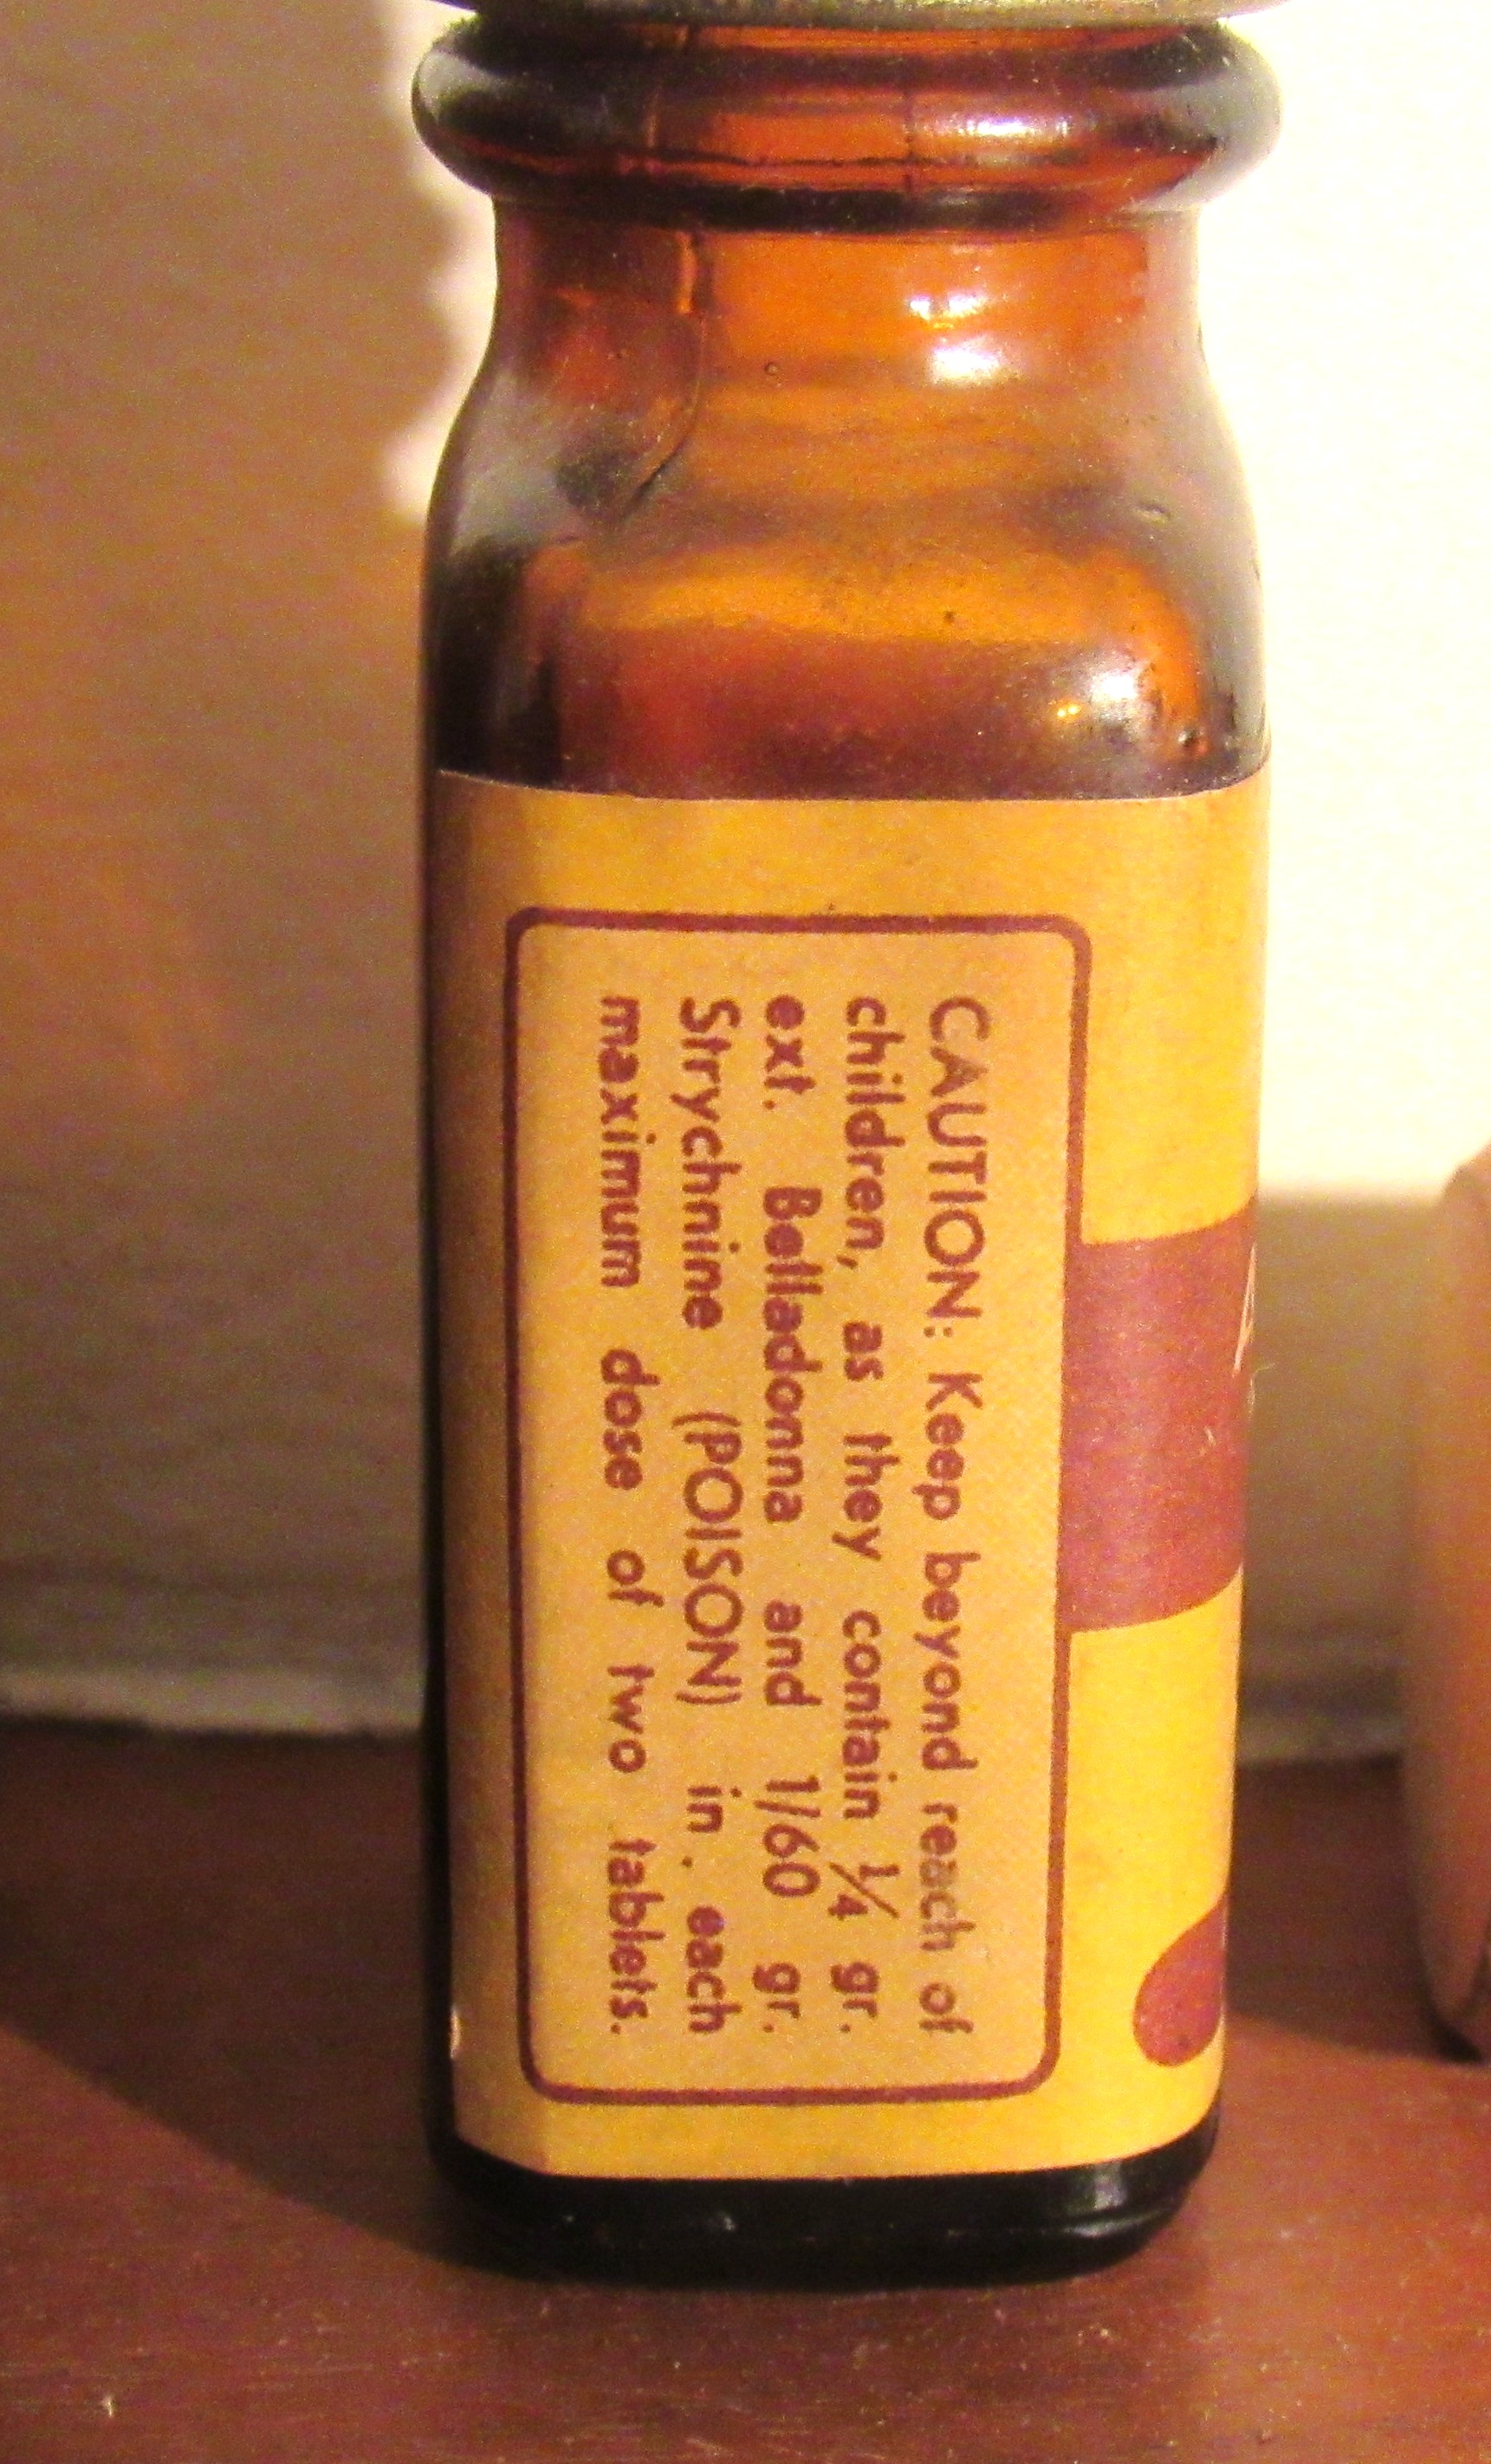 CAUTION: Keep beyond reach of
children, as they contain ¼ gr.
ext. Belladonna and 1/60 gr.
Strychnine (POISON) in. each
maximum dose of two tablets.